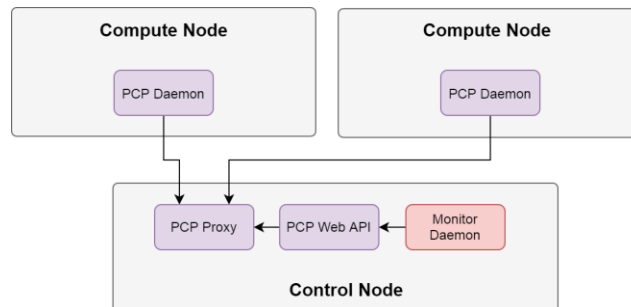 Compute Node
Compute Node
PCP Daemon
PCP Daemon
PCP Proxy
PCP Web API
Monitor
Daemon
Control Node